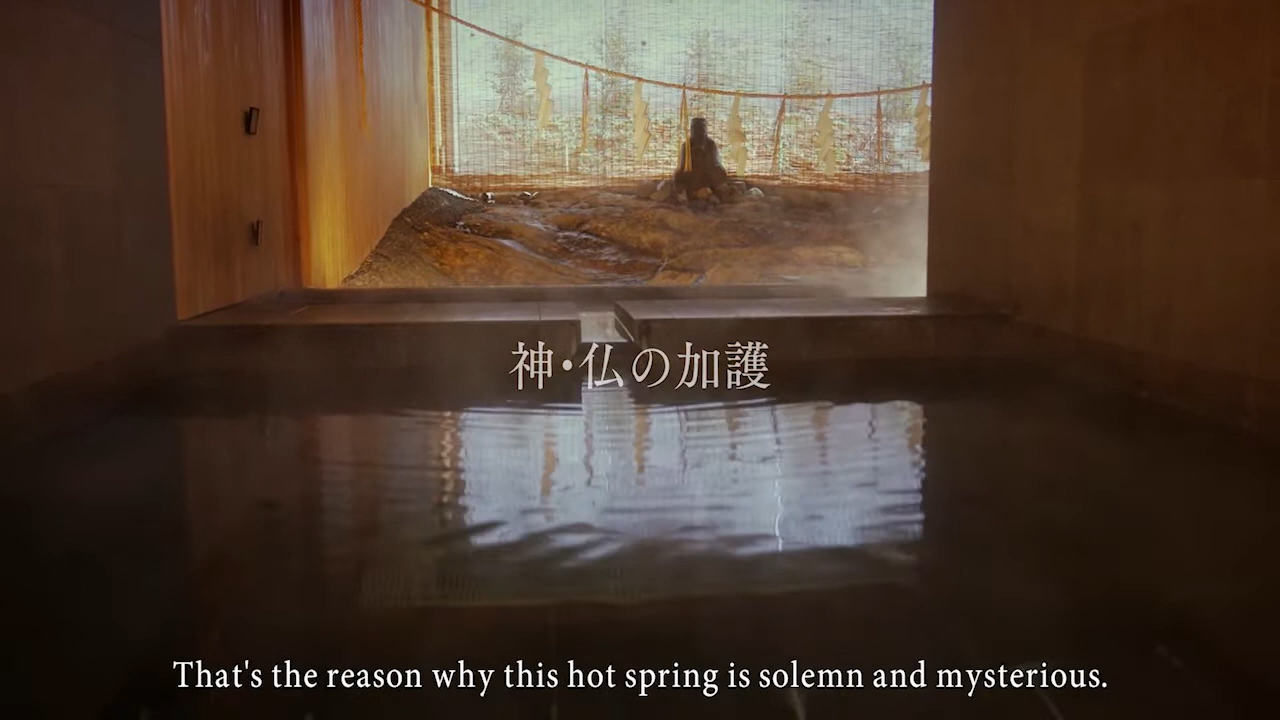 神・仏の加護
That's the reason why this hot spring is solemn and mysterious.